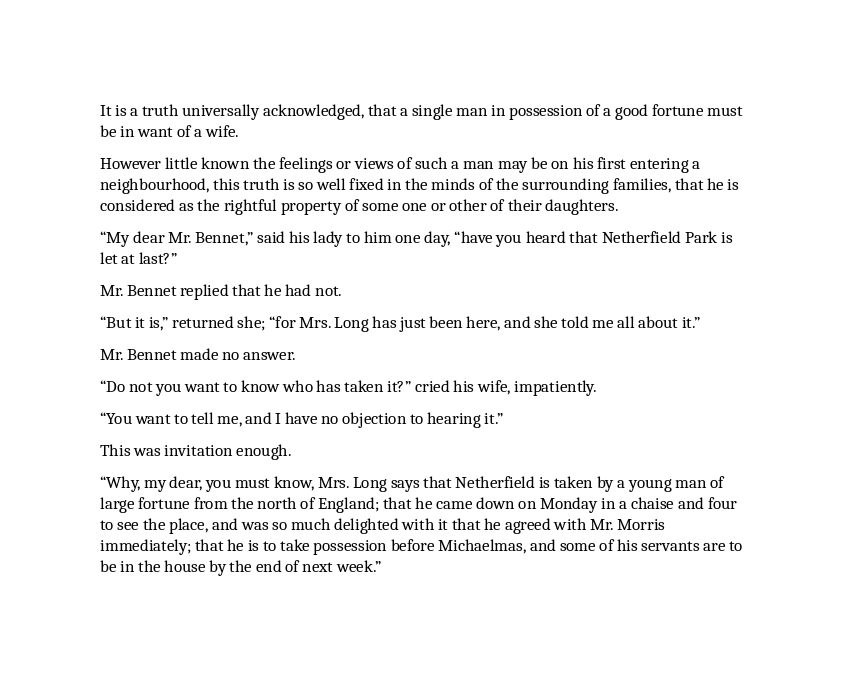 It is a truth universally acknowledged, that a single man in possession of a good fortune must
be in want of a wife.
However little known the feelings or views of such a man may be on his first entering a
neighbourhood, this truth is so well fixed in the minds of the surrounding families, that he is
considered as the rightful property of some one or other of their daughters.
“My dear Mr. Bennet,” said his lady to him one day, “have you heard that Netherfield Park is
let at last?”
Mr. Bennet replied that he had not.
“But it is,” returned she; “for Mrs. Long has just been here, and she told me all about it.”
Mr. Bennet made no answer.
“Do not you want to know who has taken it?” cried his wife, impatiently.
“You want to tell me, and I have no objection to hearing it.”
This was invitation enough.
“Why, my dear, you must know, Mrs. Long says that Netherfield is taken by a young man of
large fortune from the north of England; that he came down on Monday in a chaise and four
to see the place, and was so much delighted with it that he agreed with Mr. Morris
immediately; that he is to take possession before Michaelmas, and some of his servants are to
be in the house by the end of next week.”